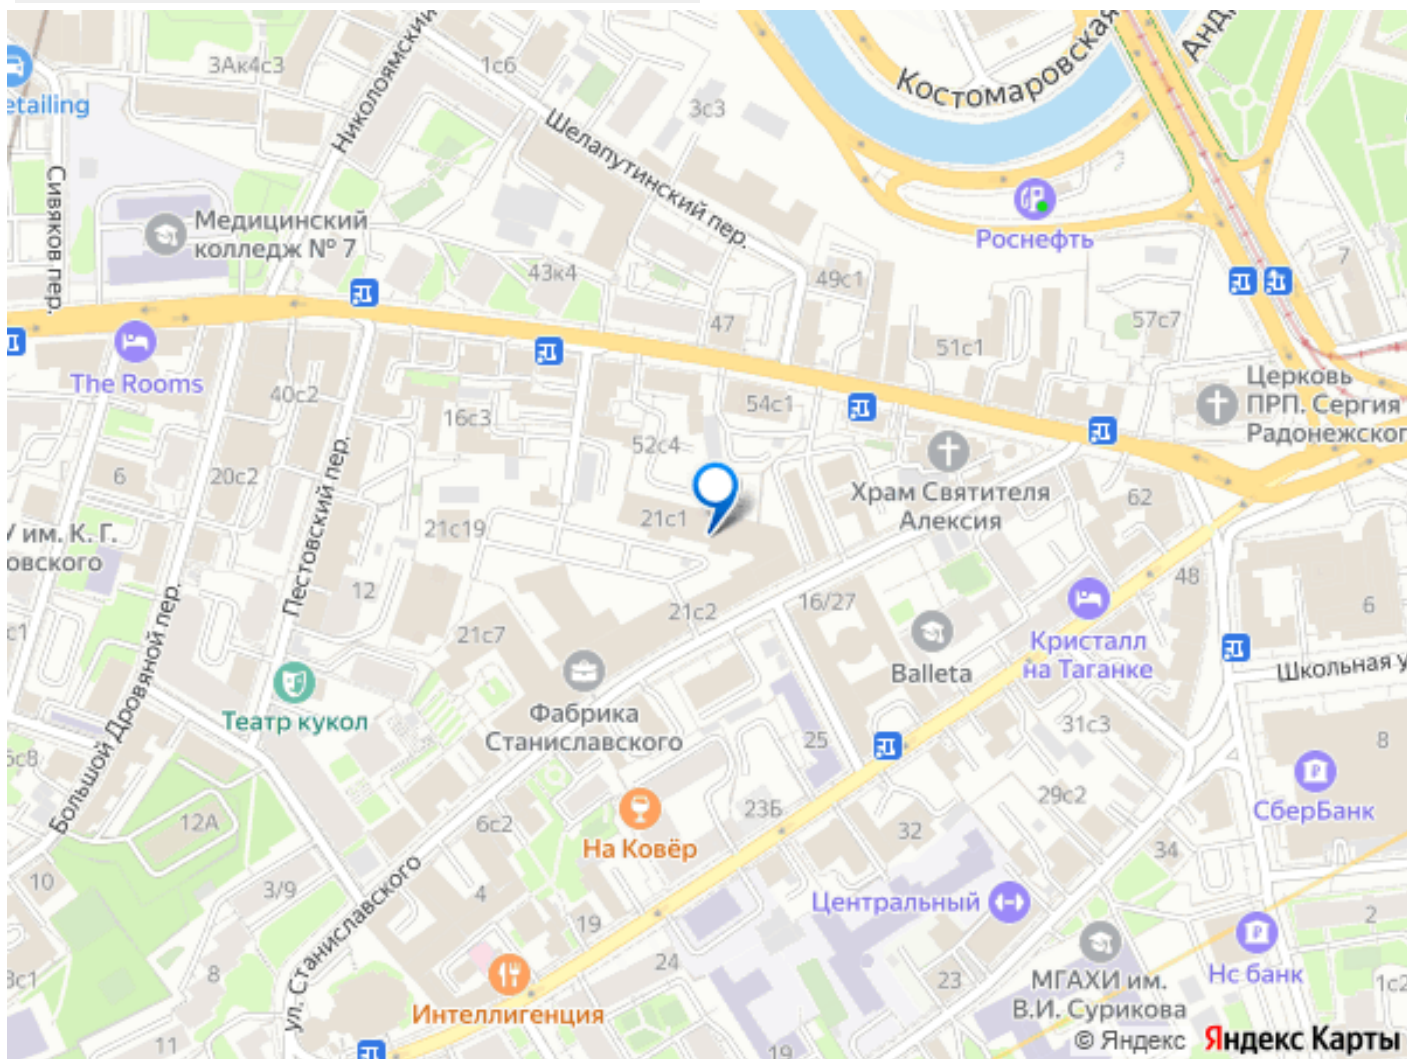 3Ак4с3
1с6
Николоямский
etailing
Шелапутинский пер.
3с3
Костомаровская
Сивяков пер.
Медицинский
колледж № 7
Роснефть
43к4
49с1
7
47
57с7
51с1
The Rooms
40с2
16с3
54с1
52с4
Церковь
ПРП. Сергия
Радонежског
Храм Святителя
Алексия
62
6
20с2
Пестовский пер.
21с19
21с1
У им. К. Г.
овского
12
48
6
с1
21с7
21с2
16/27
Balleta
Кристалл
на Таганке
Школьная у
Большой Дровяной пер.
Театр кукол
Фабрика
Станиславского
25
31с3
8
6с8
СберБанк
12А
6с2
На Ковёр
23Б
32
29с2
34
10
3/9
4
ул. Станиславского
19
Центральный
2
8
24
23
МГАХИ им.
В.И. Сурикова
Нс банк
1с2
3с1
Интеллигенция
11
19
© Яндекс Яндекс Карты